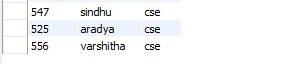 547 sindhu cse
525 aradya cse
556 varshitha cse